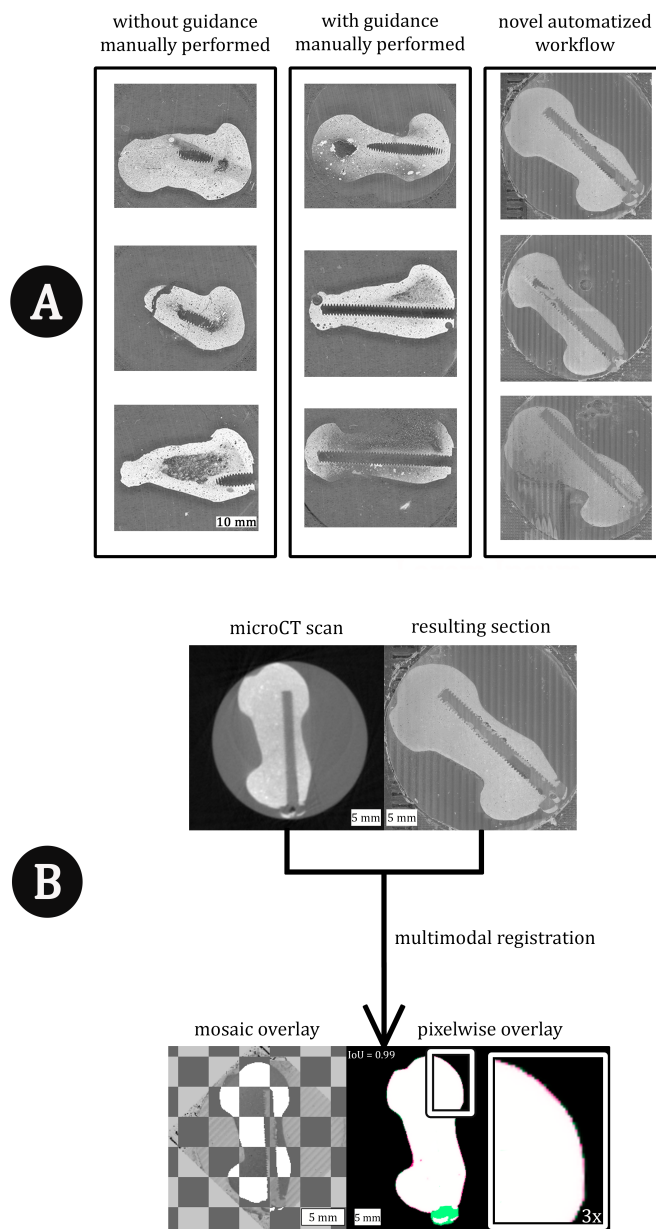 without guidance
manually performed
with guidance
manually performed
novel automatized
workflow
A
10 mm
microCT scan
resulting section
5 mm
5 mm
B
multimodal registration
mosaic overlay
pixelwise overlay
IoU = 0.99
5 mm
5 mm
3x